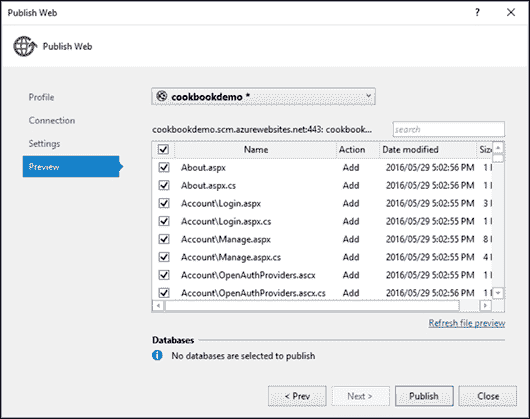 Publish Web
? ×
Publish Web
Profile
Connection
Settings
Preview
cookbookdemo *
cookbookdemo.scm.azurewebsites.net:443: cookbook...
search
Name Action Date modified Size
About.aspx Add 2016/05/29 5:02:56 PM 1
About.aspx.cs Add 2016/05/29 5:02:56 PM 1
Account\Login.aspx Add 2016/05/29 5:02:55 PM 3
Account\Login.aspx.cs Add 2016/05/29 5:02:56 PM 1
Account\Manage.aspx Add 2016/05/29 5:02:56 PM 8
Account\Manage.aspx.cs Add 2016/05/29 5:02:55 PM 4
Account\OpenAuthProviders.ascx Add 2016/05/29 5:02:55 PM 1
Account\OpenAuthProviders.ascx.cs Add 2016/05/29 5:02:56 PM 1
Refresh file preview
Databases
No databases are selected to publish
< Prev
Next >
Publish
Close